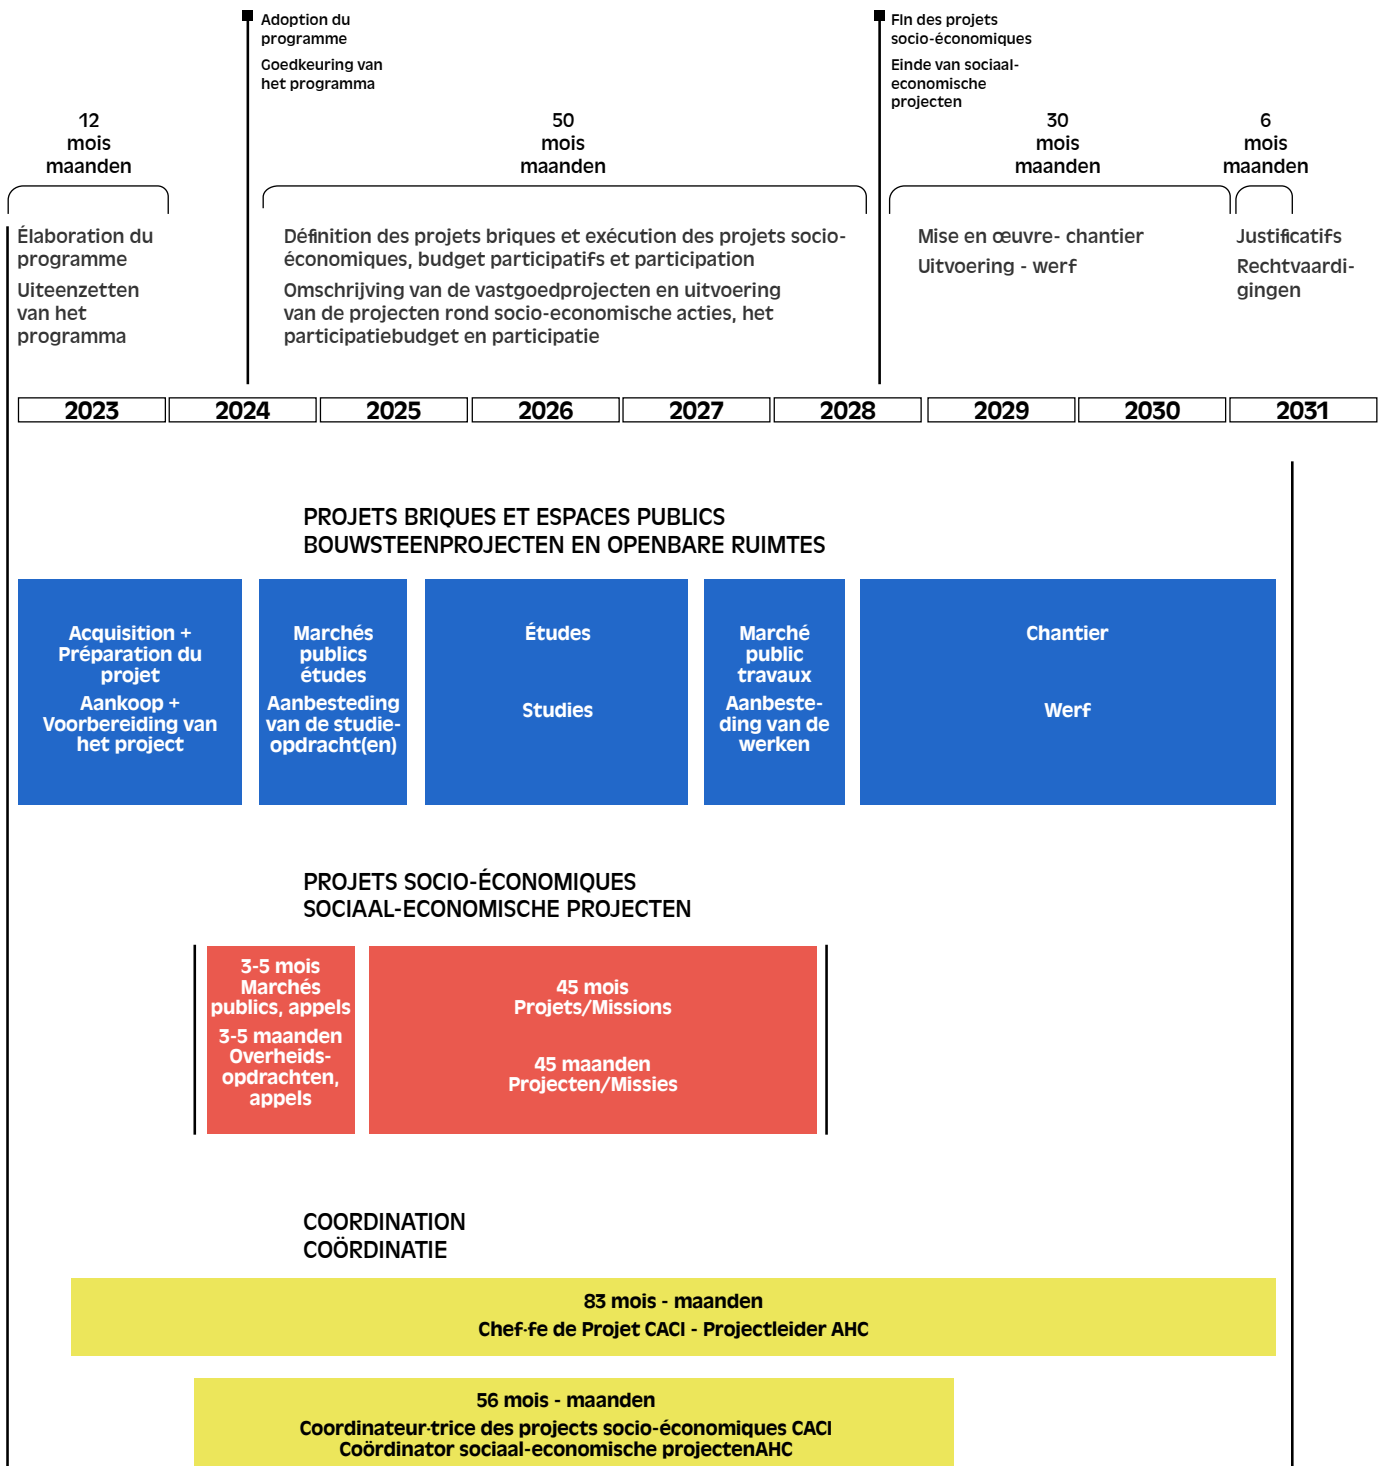 Adoption du
programme
Goedkeuring van
het programma
FIn des projets
socio-économiques
Einde van sociaal-
economische
projecten
12
mois
maanden
50
mois
maanden
30
mois
maanden
6
mois
maanden
Élaboration du
programme
Uiteenzetten
van het
programma
Définition des projets briques et exécution des projets socio-
économiques, budget participatifs et participation
Omschrijving van de vastgoedprojecten en uitvoering
van de projecten rond socio-economische acties, het
participatiebudget en participatie
Mise en œuvre- chantier
Uitvoering - werf
Justificatifs
Rechtvaardi-
gingen
2023
2024
2025
2026
2027
2028
2029
2030
2031
PROJETS BRIQUES ET ESPACES PUBLICS
BOUWSTEENPROJECTEN EN OPENBARE RUIMTES
Acquisition +
Préparation du
projet
Aankoop +
Voorbereiding van
het project
Marchés
publics
études
Aanbesteding
van de studie-
opdracht(en)
Études
Studies
Marché
public
travaux
Aanbeste-
ding van de
werken
Chantier
Werf
PROJETS SOCIO-ÉCONOMIQUES
SOCIAAL-ECONOMISCHE PROJECTEN
3-5 mois
Marchés
publics, appels
3-5 maanden
Overheids-
opdrachten,
appels
45 mois
Projets/Missions
45 maanden
Projecten/Missies
COORDINATION
COÖRDINATIE
83 mois - maanden
Chef·fe de Projet CACI - Projectleider AHC
56 mois - maanden
Coordinateur·trice des projects socio-économiques CACI
Coördinator sociaal-economische projectenAHC